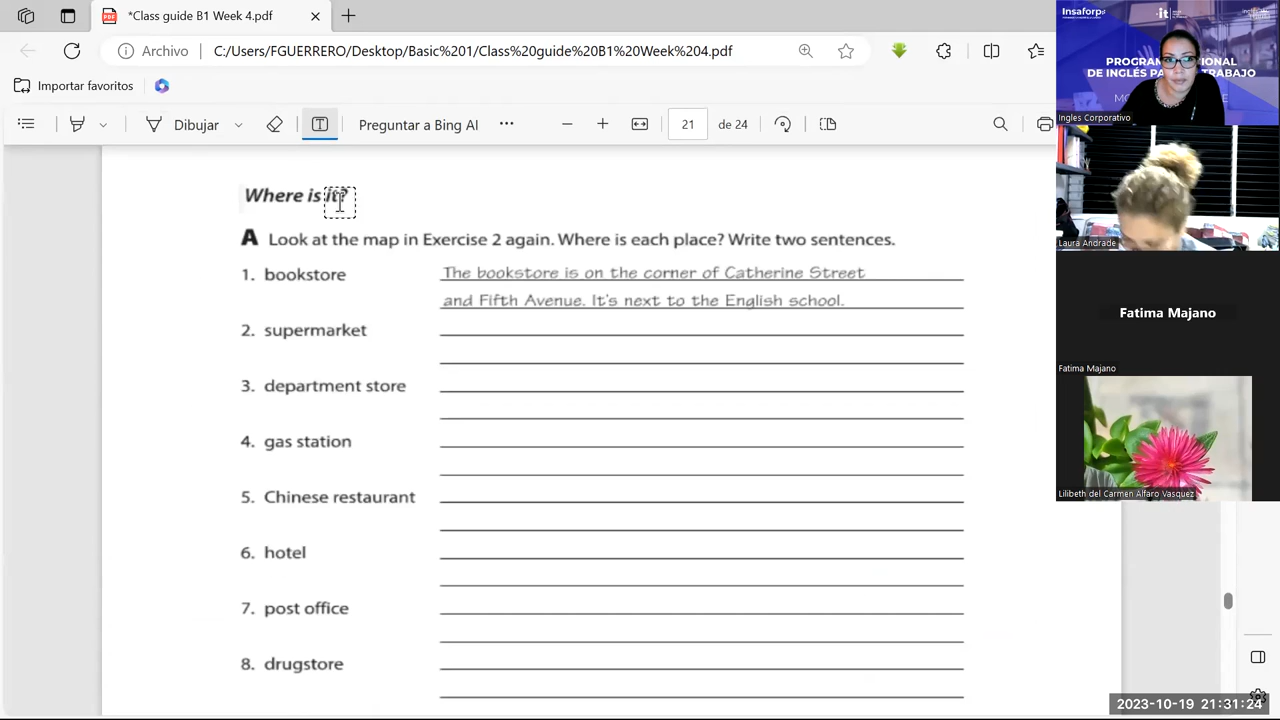 *Class guide B1 Week 4.pdf
Archivo
C:/Users/FGUERRERO/Desktop/Basic%201/Class%20guide%20B1%20Week%204.pdf
Importar favoritos
Dibujar
Preguntar a Bing AI
21
de 24
Where is it?
A Look at the map in Exercise 2 again. Where is each place? Write two sentences.
1. bookstore
The bookstore is on the corner of Catherine Street
and Fifth Avenue. It's next to the English school.
2. supermarket
3. department store
4. gas station
5. Chinese restaurant
6. hotel
7. post office
8. drugstore
Insaforp
it
PROGRAMA NACIONAL
DE INGLÉS PARA EL TRABAJO
Ingles Corporativo
Laura Andrade
Fatima Majano
Fatima Majano
Lilibeth del Carmen Alfaro Vasquez
2023-10-19 21:31:24